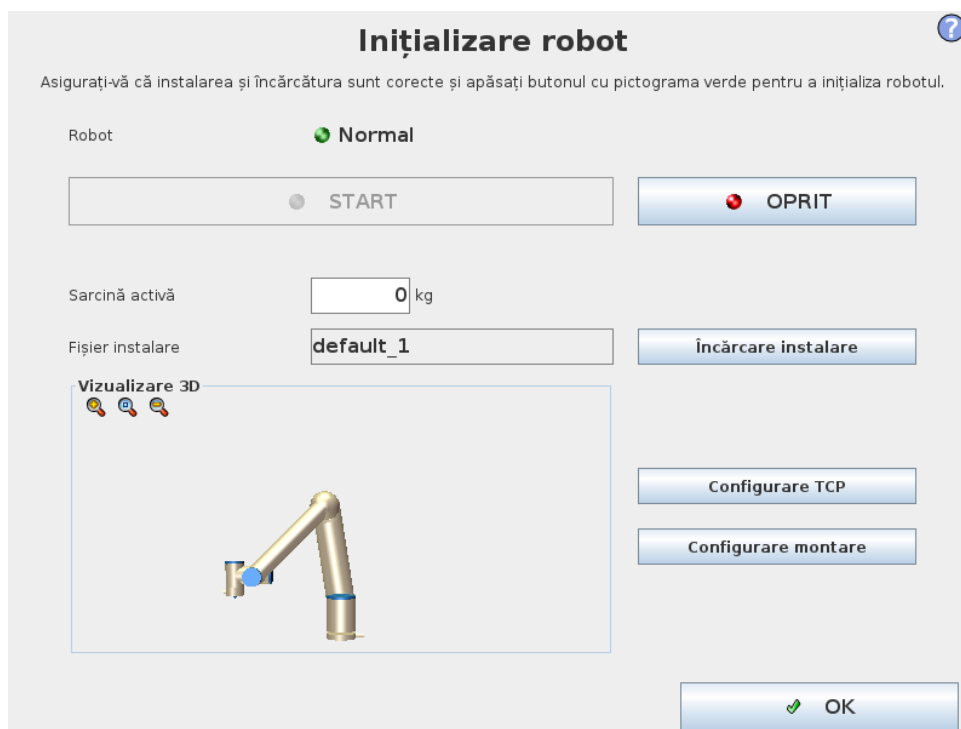 Inițializare robot
?
Asigurați-vă că instalarea și încărcătura sunt corecte și apăsați butonul cu pictograma verde pentru a inițializa robotul.
Robot Normal
START OPRIT
Sarcină activă 0 kg
Fișier instalare default_1 Încărcare instalare
Vizualizare 3D
Configurare TCP
Configurare montare
OK